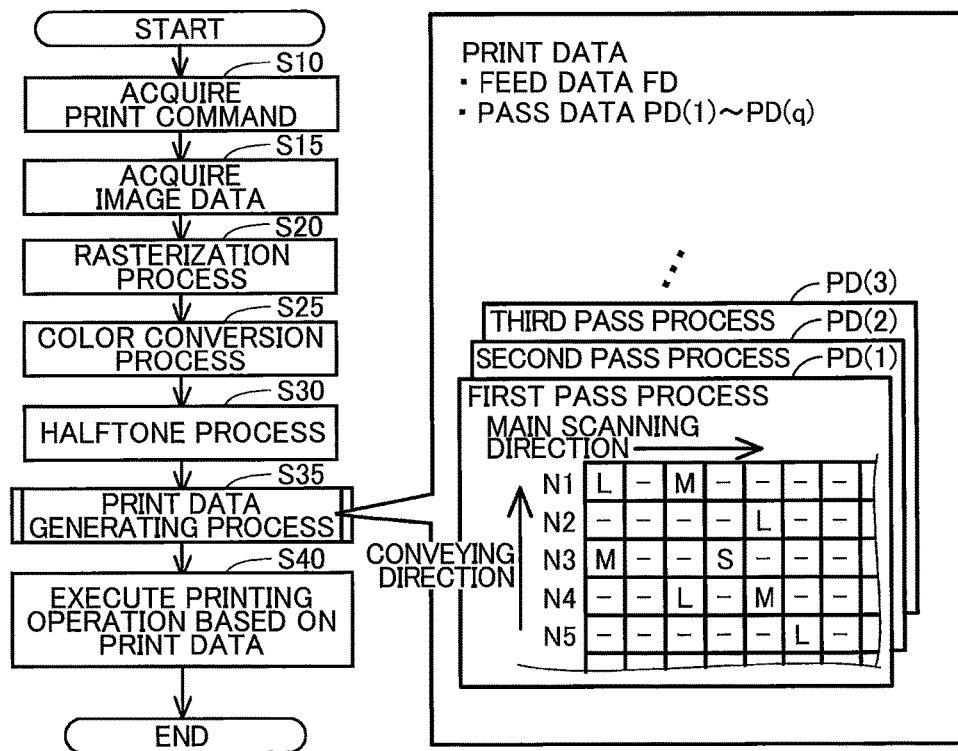 START
S10
ACQUIRE
PRINT COMMAND
S15
ACQUIRE
IMAGE DATA
S20
RASTERIZATION
PROCESS
S25
COLOR CONVERSION
PROCESS
S30
HALFTONE PROCESS
S35
PRINT DATA
GENERATING PROCESS
S40
EXECUTE PRINTING
OPERATION BASED ON
PRINT DATA
END
PRINT DATA
・FEED DATA FD
・PASS DATA PD(1)～PD(q)
PD(3)
THIRD PASS PROCESS
PD(2)
SECOND PASS PROCESS
PD(1)
FIRST PASS PROCESS
MAIN SCANNING
DIRECTION
CONVEYING
DIRECTION
N1 L – M – – – –
N2 – – – – L – –
N3 M – – S – – –
N4 – – L – M – –
N5 – – – – – L –